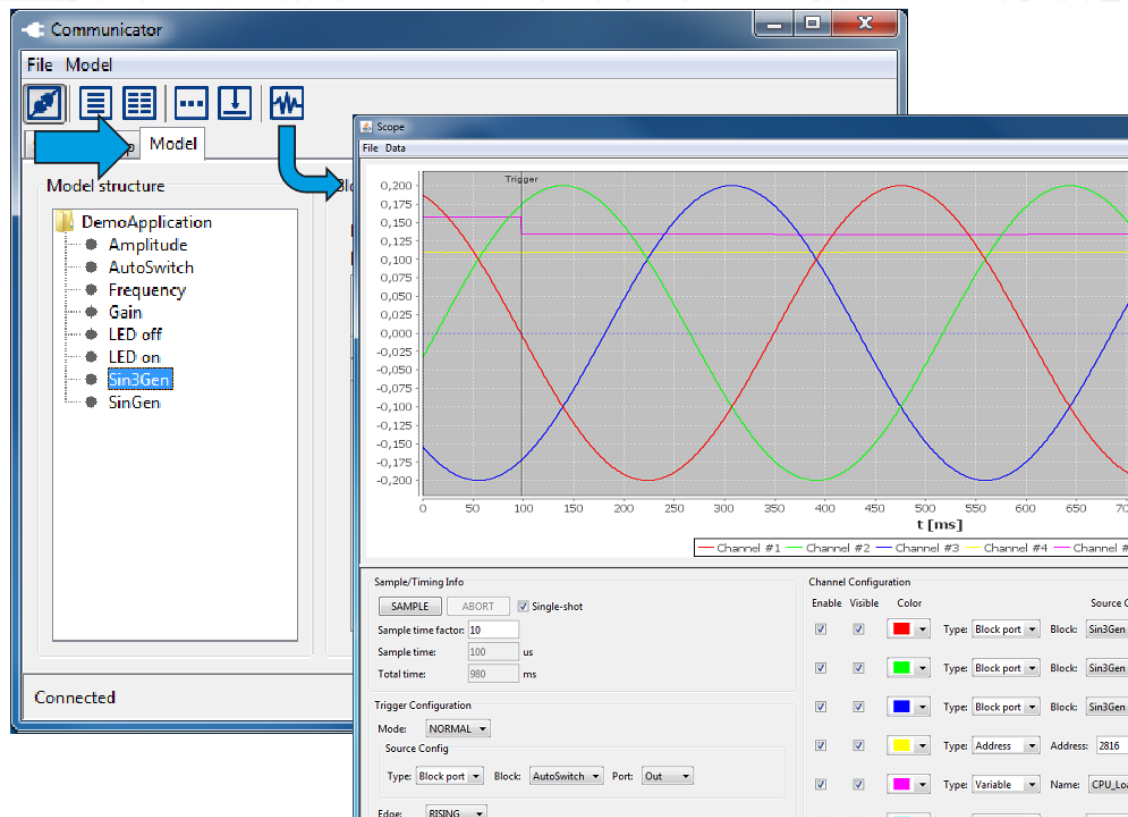 Communicator
File Model
Model
Model structure
DemoApplication
Amplitude
AutoSwitch
Frequency
Gain
LED off
LED on
Sin3Gen
SinGen
Connected
Scope
File Data
Trigger
0,200
0,175
0,150
0,125
0,100
0,075
0,050
0,025
0,000
-0,025
-0,050
-0,075
-0,100
-0,125
-0,150
-0,175
-0,200
0 50 100 150 200 250 300 350 400 450 500 550 600 650
t [ms]
Channel #1 Channel #2 Channel #3 Channel #4 Channel #
Sample/Timing Info
SAMPLE ABORT Single-shot
Sample time factor: 10
Sample time: 100 us
Total time: 980 ms
Trigger Configuration
Mode: NORMAL
Source Config
Type: Block port Block: AutoSwitch Port: Out
Edge: RISING
Channel Configuration
Enable Visible Color Source
Type: Block port Block: Sin3Gen
Type: Block port Block: Sin3Gen
Type: Block port Block: Sin3Gen
Type: Address Address: 2816
Type: Variable Name: CPU_Loa